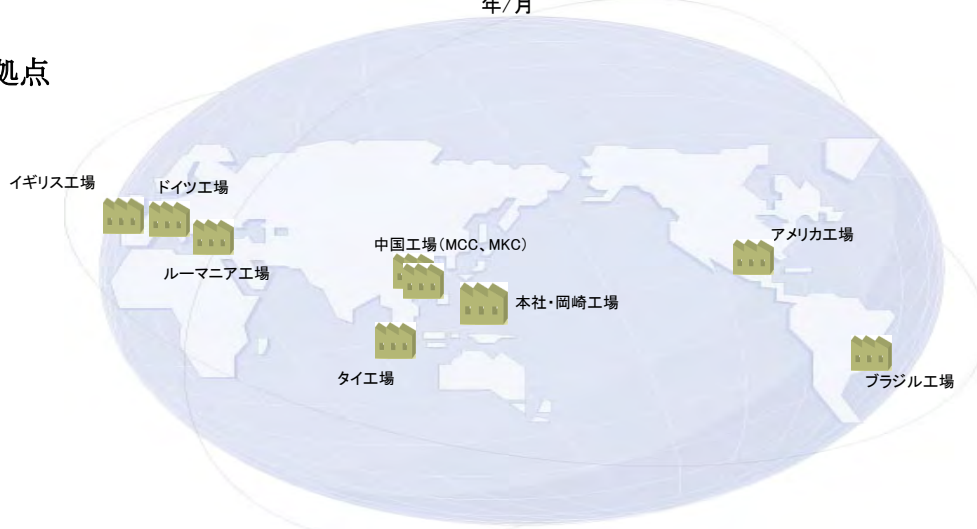 年/月
拠点
イギリス工場
ドイツ工場
ルーマニア工場
中国工場（MCC、MKC）
本社・岡崎工場
タイ工場
アメリカ工場
ブラジル工場